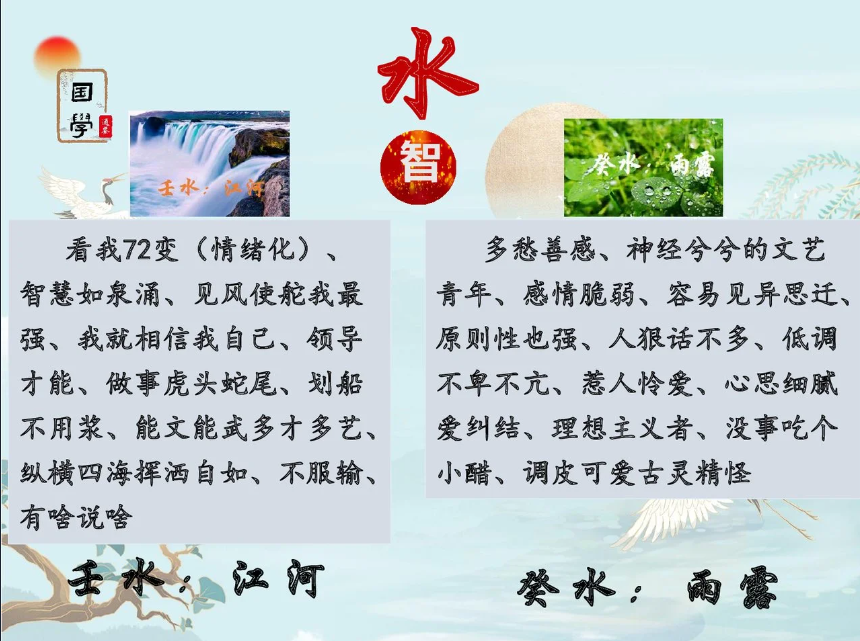 水
智
国
學
壬水：江河
癸水：雨露
看我72变（情绪化）、
智慧如泉涌、见风使舵我最
强、我就相信我自己、领导
才能、做事虎头蛇尾、划船
不用浆、能文能武多才多艺、
纵横四海挥洒自如、不服输、
有啥说啥
多愁善感、神经兮兮的文艺
青年、感情脆弱、容易见异思迁、
原则性也强、人狠话不多、低调
不卑不亢、惹人怜爱、心思细腻
爱纠结、理想主义者、没事吃个
小醋、调皮可爱古灵精怪
壬水：江河
癸水：雨露